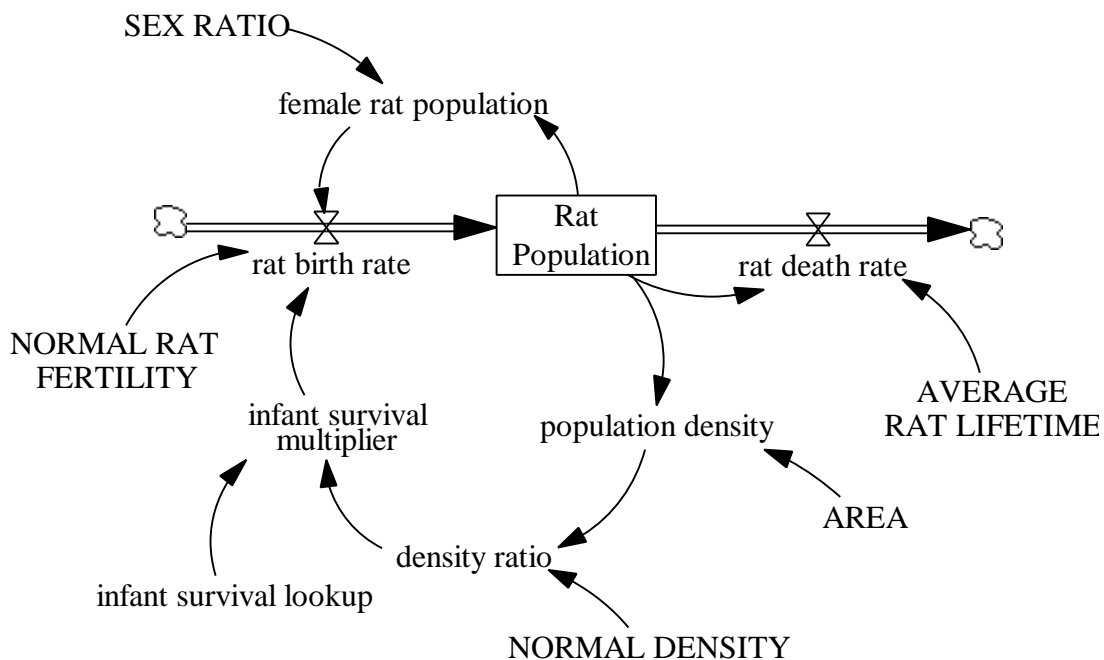 SEX RATIO
female rat population
Rat
Population
rat birth rate
rat death rate
NORMAL RAT
FERTILITY
infant survival
multiplier
population density
AVERAGE
RAT LIFETIME
AREA
density ratio
infant survival lookup
NORMAL DENSITY